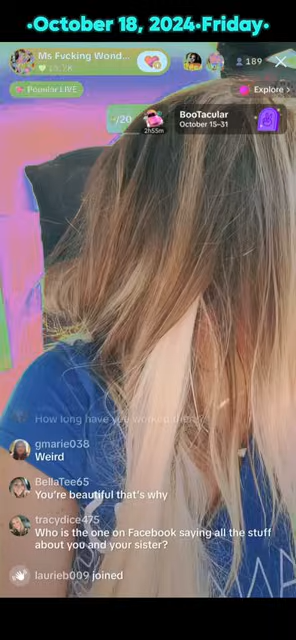 •October 18, 2024•Friday•
Ms Fvcking Wond...
189
Popular LIVE
Explore >
/20
BooTacular
October 15-31
2h55m
gmarie038
Weird
BellaTee65
You're beautiful that's why
tracydice475
Who is the one on Facebook saying all the stuff
about you and your sister?
laurieb009 joined